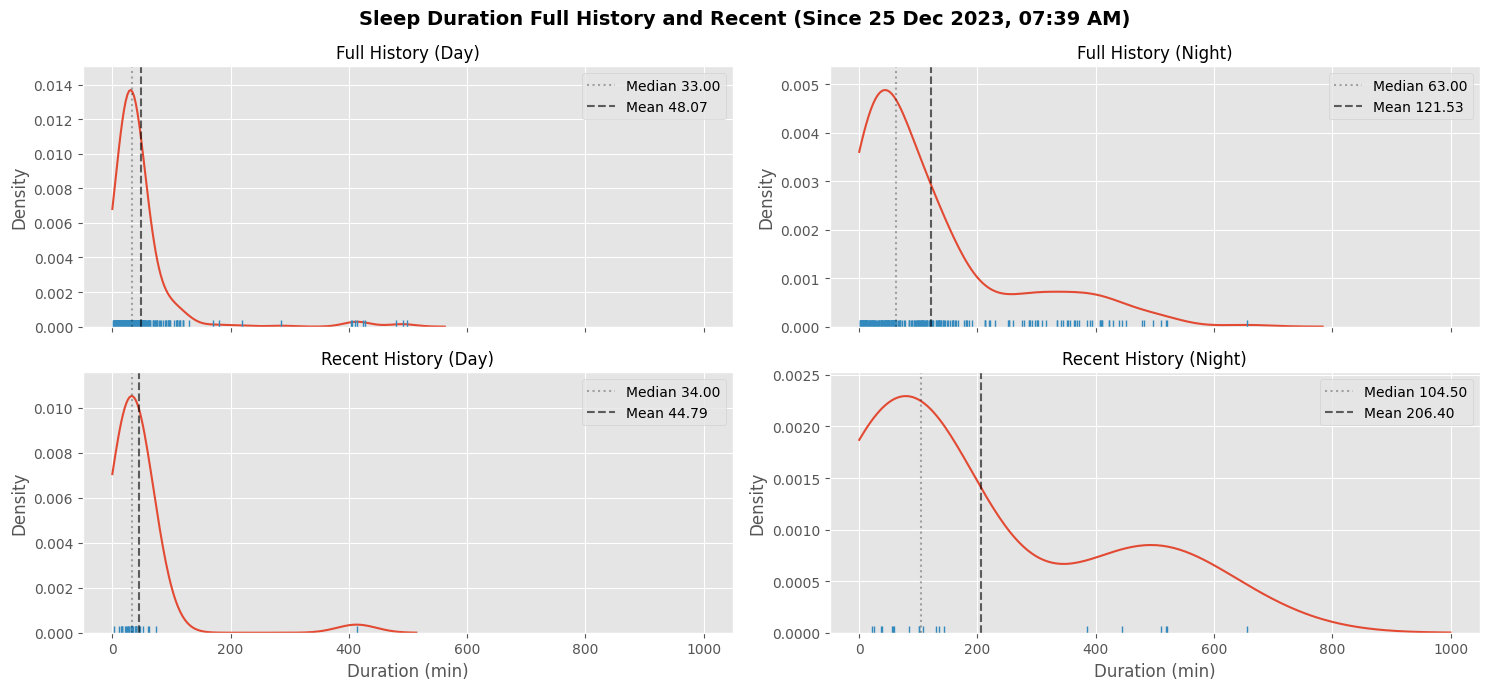 Sleep Duration Full History and Recent (Since 25 Dec 2023, 07:39 AM)
Full History (Day)
0.014
0.012
0.010
0.008
0.006
0.004
0.002
0.000
Density
Median 33.00
Mean 48.07
Full History (Night)
0.005
0.004
0.003
0.002
0.001
0.000
Density
Median 63.00
Mean 121.53
Recent History (Day)
0.010
0.008
0.006
0.004
0.002
0.000
Density
Median 34.00
Mean 44.79
0 200 400 600 800 1000
Duration (min)
Recent History (Night)
0.0025
0.0020
0.0015
0.0010
0.0005
0.0000
Density
Median 104.50
Mean 206.40
0 200 400 600 800 1000
Duration (min)